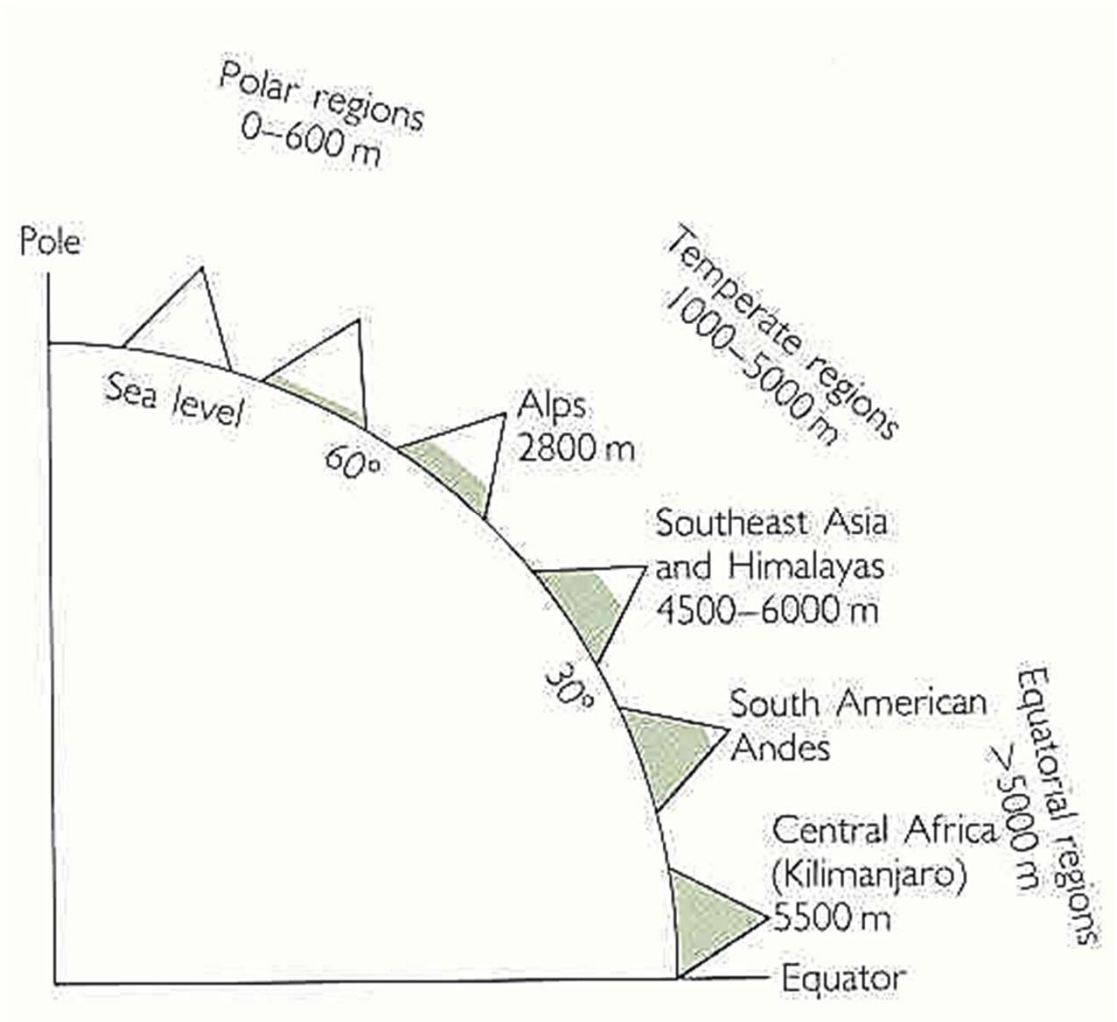 Polar regions
0–600 m
Pole
Temperate regions
1000–5000 m
Sea level
60°
Alps
2800 m
Southeast Asia
and Himalayas
4500–6000 m
30°
South American
Andes
Equatorial regions
>5000 m
Central Africa
(Kilimanjaro)
5500 m
Equator